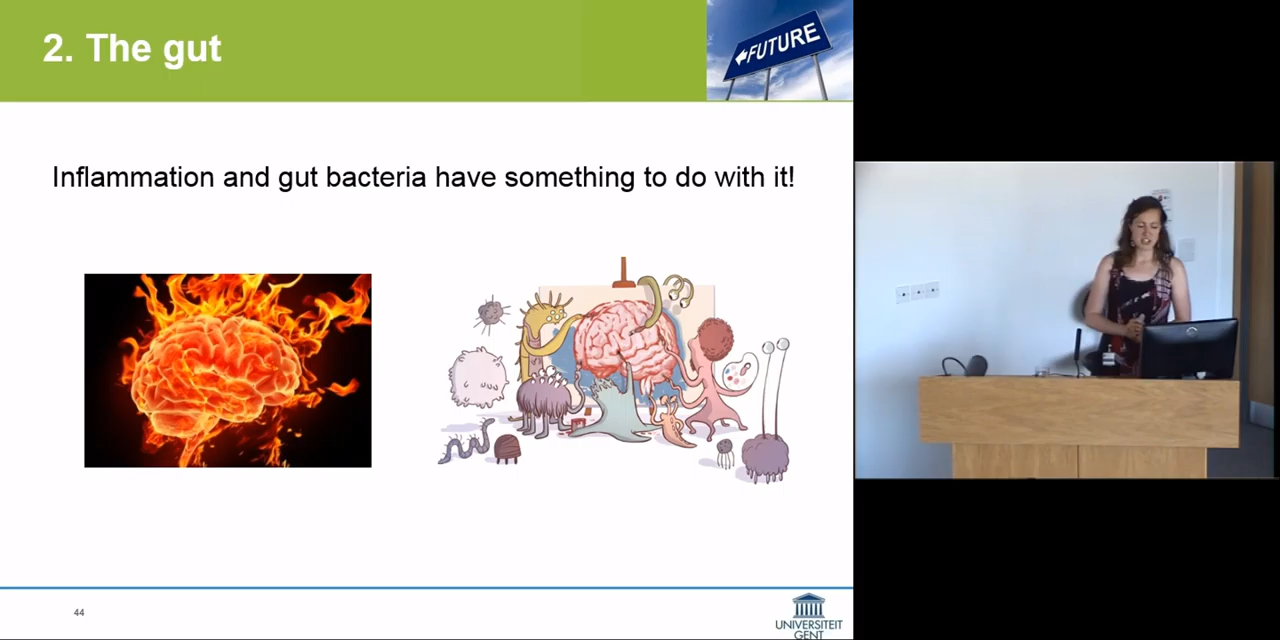 2. The gut
FUTURE
Inflammation and gut bacteria have something to do with it!
44
UNIVERSITEIT
GENT